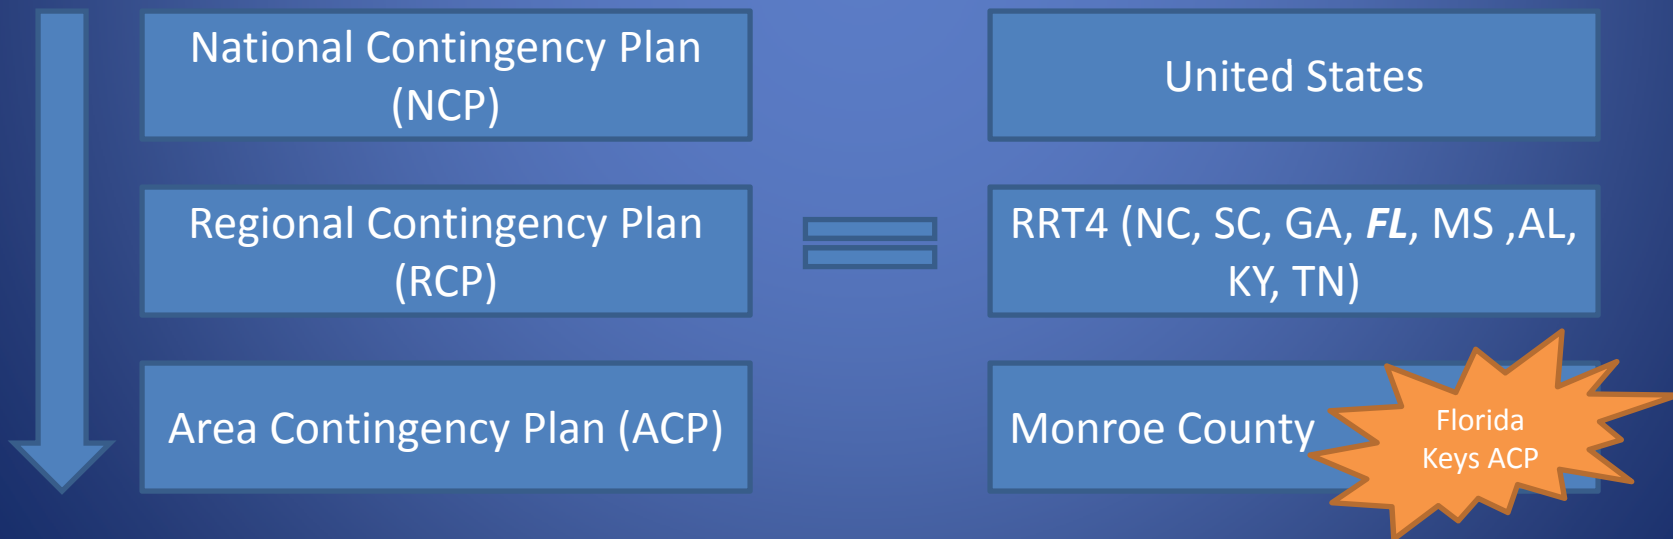 National Contingency Plan
(NCP)
United States
Regional Contingency Plan
(RCP)
RRT4 (NC, SC, GA, FL, MS ,AL,
KY, TN)
Area Contingency Plan (ACP)
Monroe County
Florida
Keys ACP